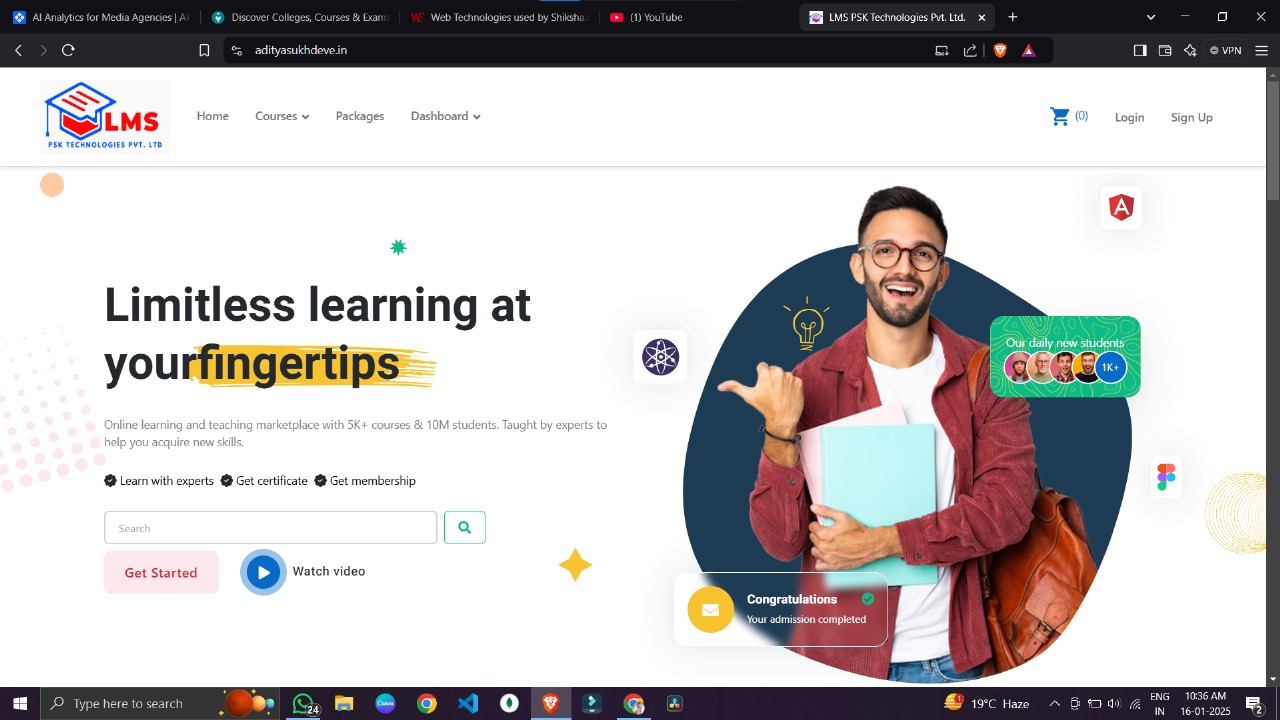 AI Analytics for Media Agencies | A
Discover Colleges, Courses & Exams
Web Technologies used by Shiksha.
(1) YouTube
LMS PSK Technologies Pvt. Ltd.
adityasukhdeve.in
VPN
LMS
PSK TECHNOLOGIES PVT. LTD
Home
Courses
Packages
Dashboard
(0)
Login
Sign Up
Limitless learning at
yourfingertips
Online learning and teaching marketplace with 5K+ courses & 10M students. Taught by experts to
help you acquire new skills.
Learn with experts
Get certificate
Get membership
Search
Get Started
Watch video
Our daily new students
1K+
Congratulations
Your admission completed
Type here to search
24
Canva
1
19°C Haze
ENG
IN
10:36 AM
16-01-2025
2